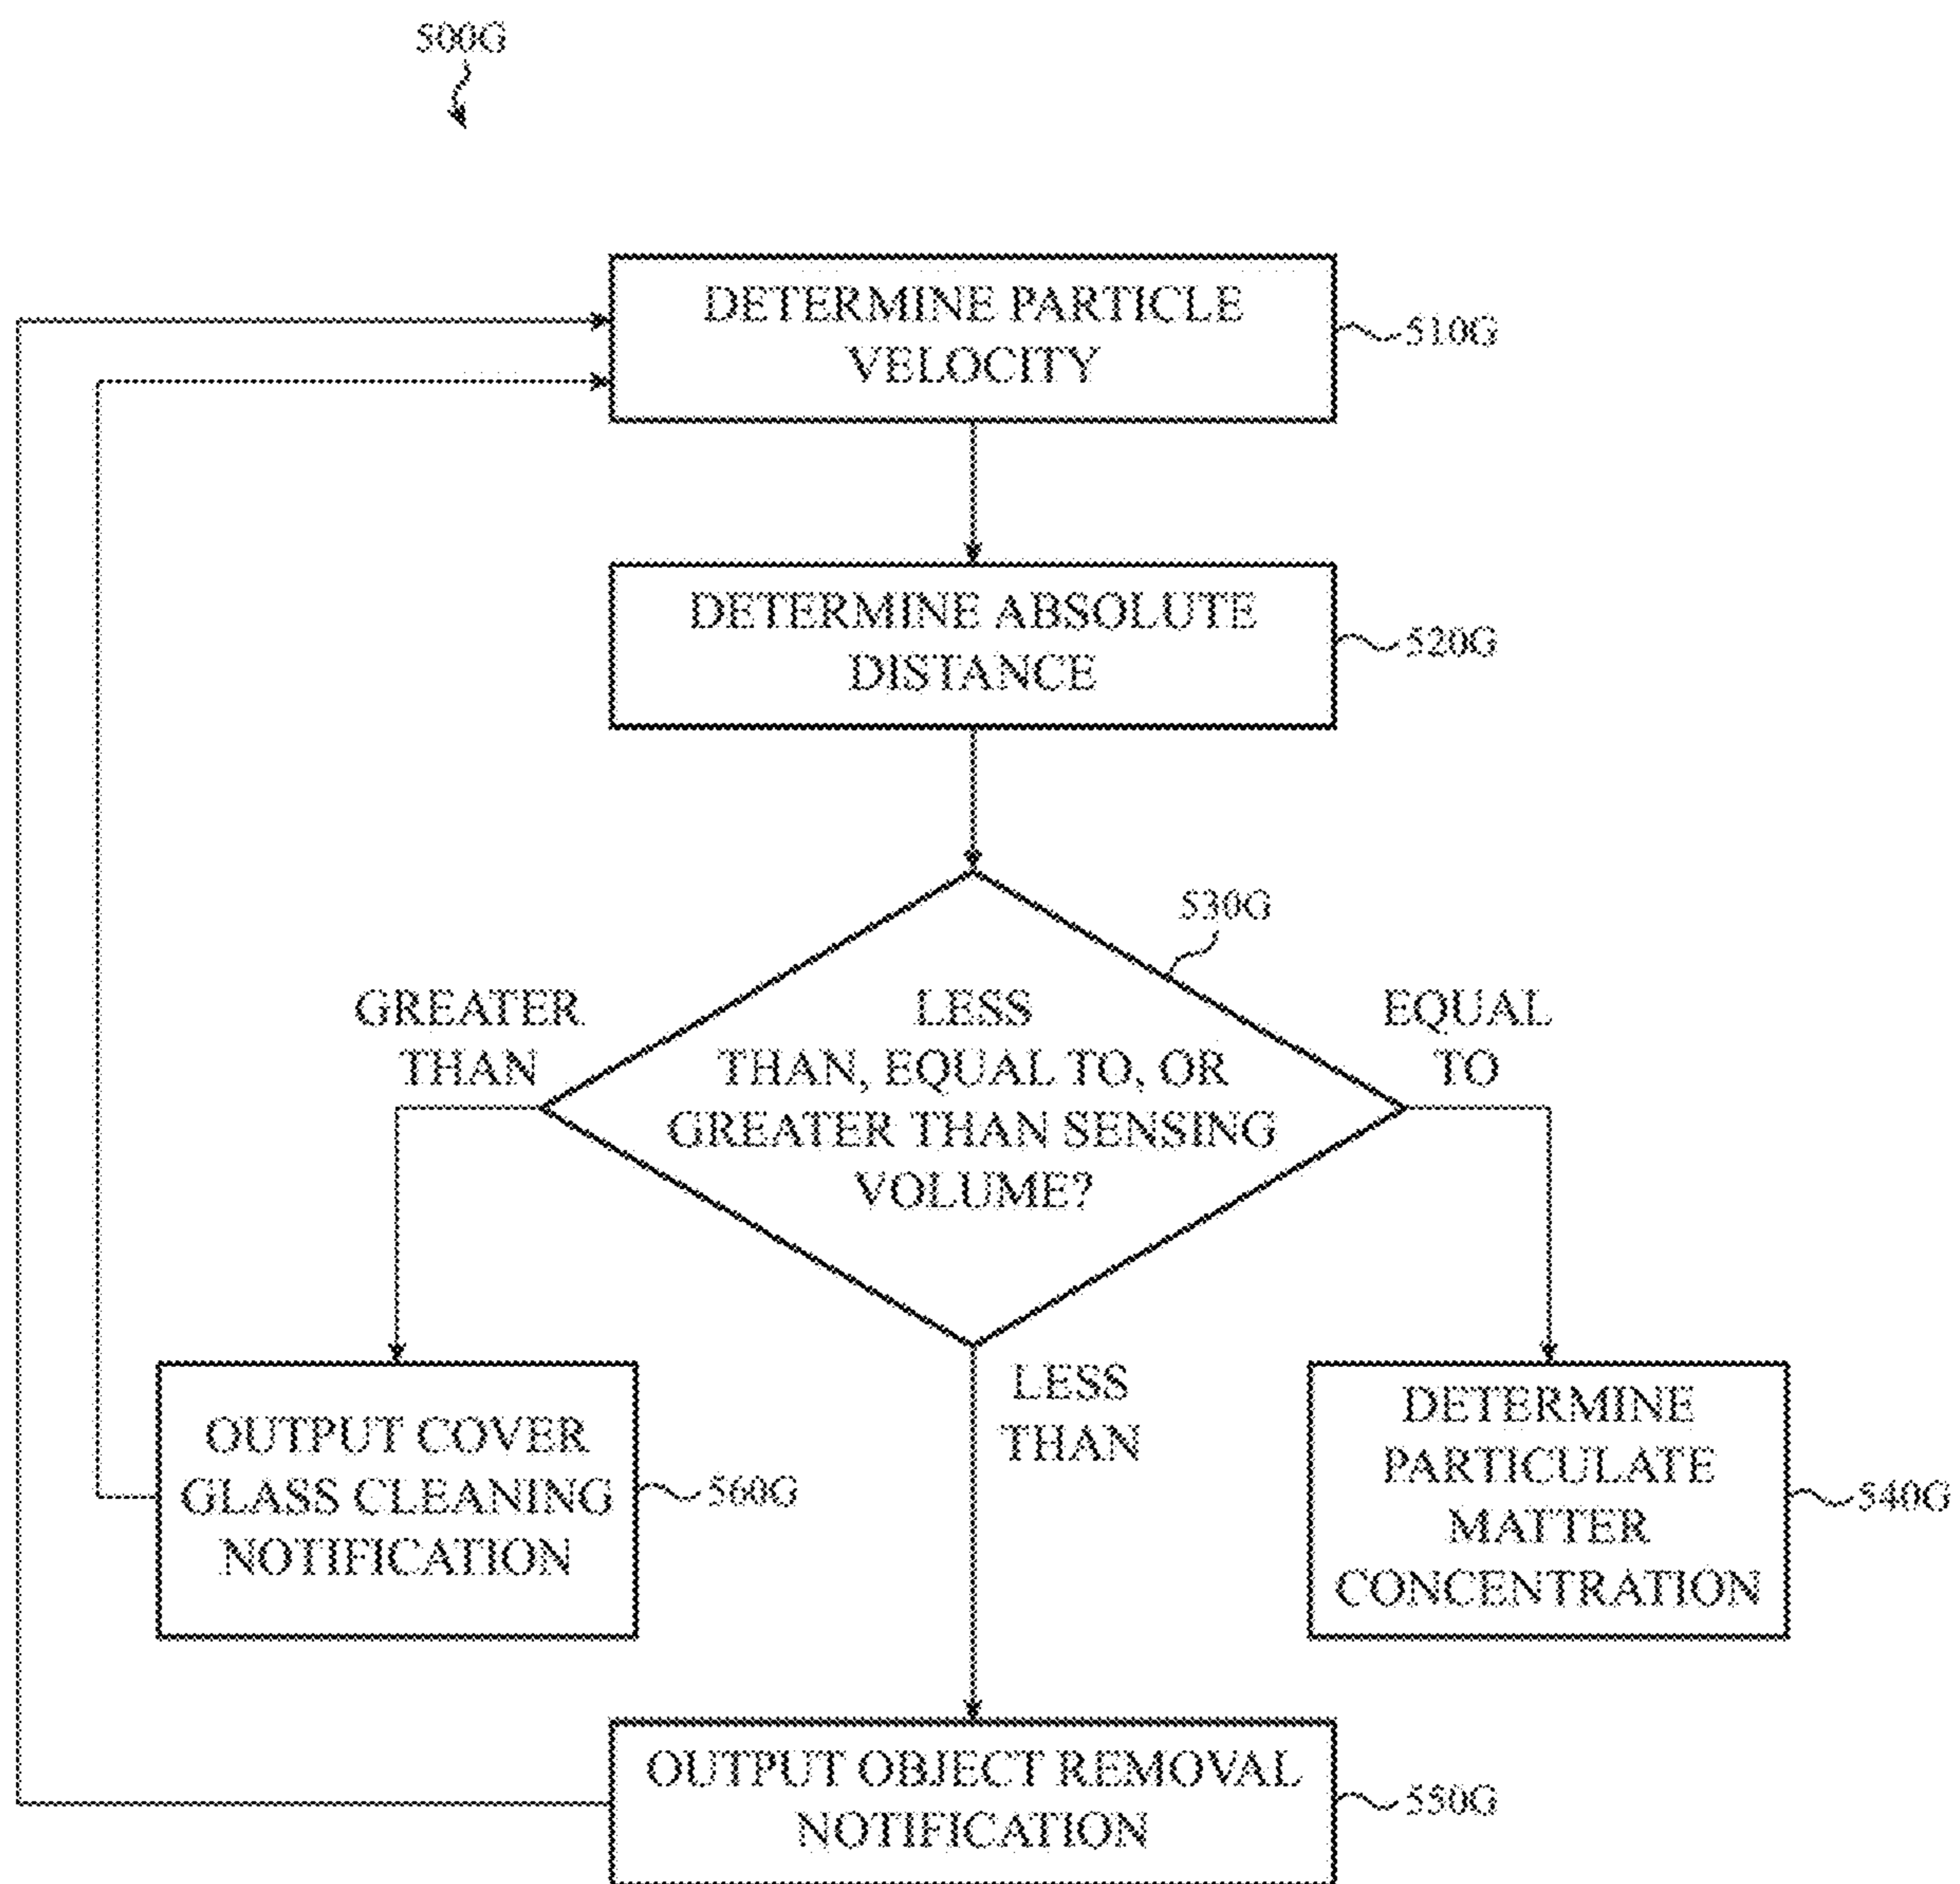 500G
DETERMINE PARTICLE
VELOCITY
510G
DETERMINE ABSOLUTE
DISTANCE
520G
530G
GREATER
THAN
LESS
THAN, EQUAL TO, OR
GREATER THAN SENSING
VOLUME?
EQUAL
TO
LESS
THAN
OUTPUT COVER
GLASS CLEANING
NOTIFICATION
560G
DETERMINE
PARTICULATE
MATTER
CONCENTRATION
540G
OUTPUT OBJECT REMOVAL
NOTIFICATION
550G